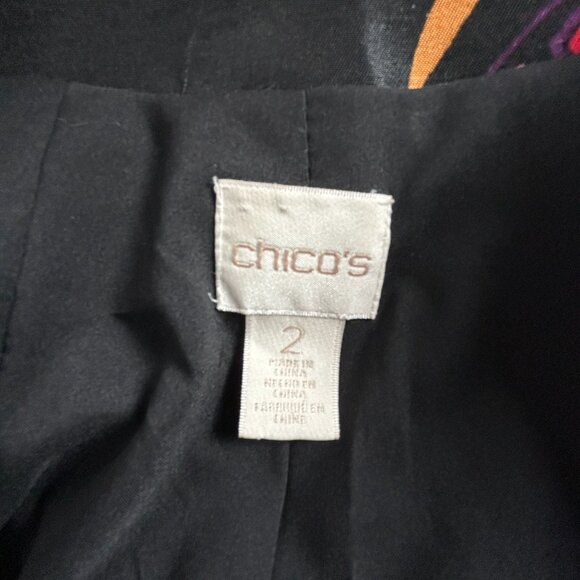 chico's
2
MADE IN
CHINA
HECHO EN
CHINA
FABRIQUÉ EN
CHINE